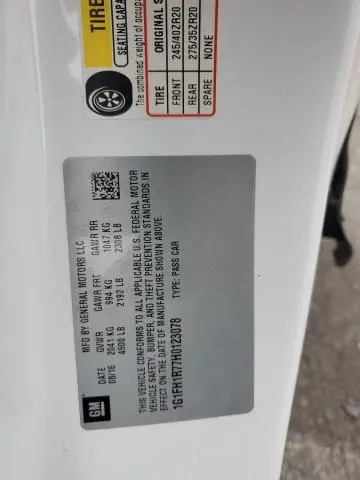 TIRE
SEATING CAPA
The combined weight of occup
TIRE ORIGINAL S
FRONT 245/40ZR20
REAR 275/35ZR20
SPARE NONE
MFD BY GENERAL MOTORS LLC
DATE GVWR GAWR FRT GAWR RR
08/16 2041 KG 994 KG 1047 KG
4500 LB 2192 LB 2308 LB
THIS VEHICLE CONFORMS TO ALL APPLICABLE U.S. FEDERAL MOTOR
VEHICLE SAFETY, BUMPER, AND THEFT PREVENTION STANDARDS IN
EFFECT ON THE DATE OF MANUFACTURE SHOWN ABOVE.
1G1FH1R77H0123078 TYPE: PASS CAR
GM